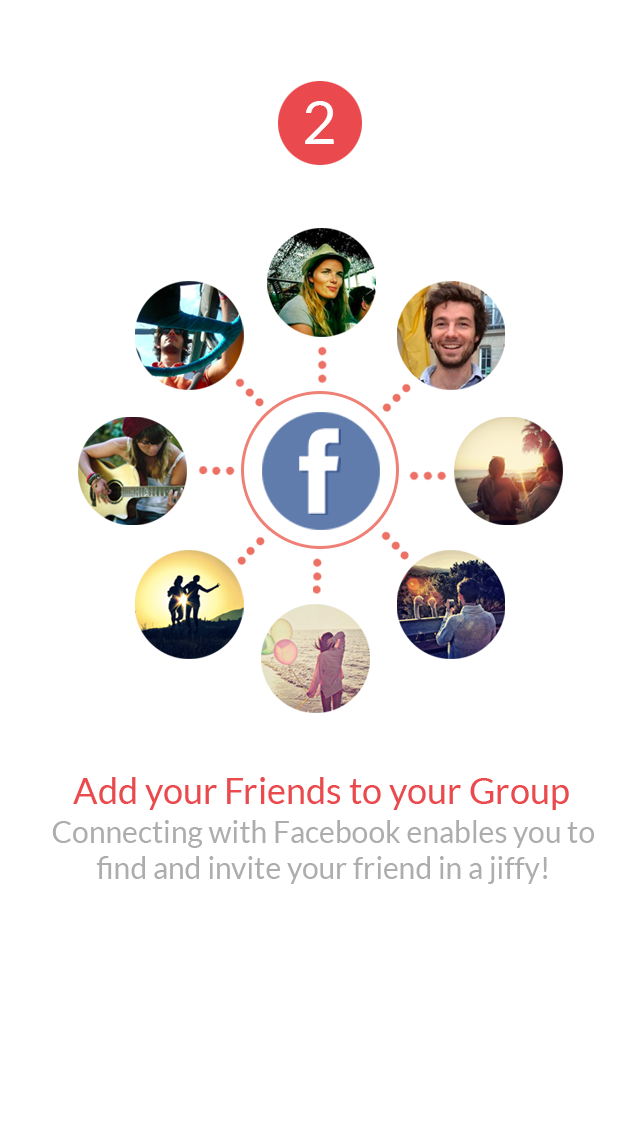 2
f
Add your Friends to your Group
Connecting with Facebook enables you to
find and invite your friend in a jiffy!